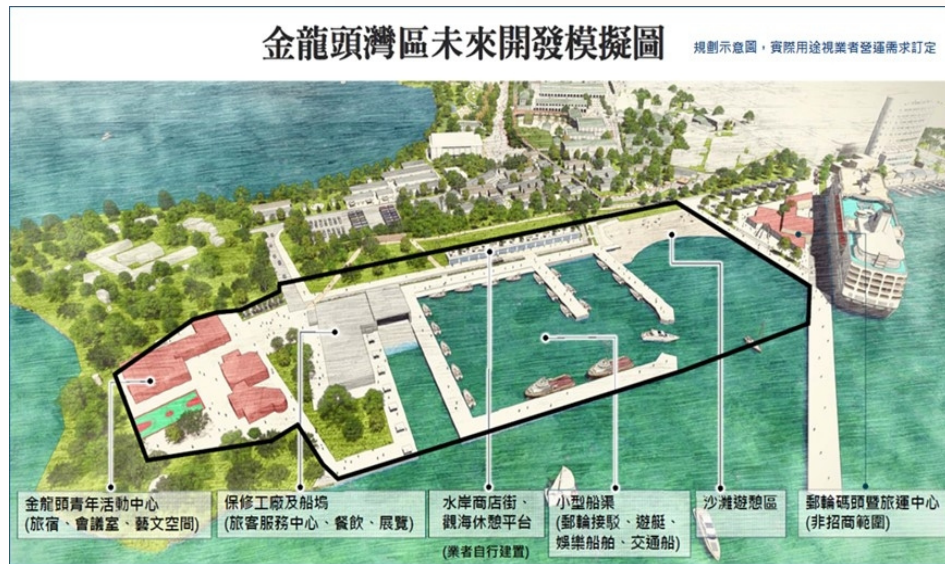 金龍頭灣區未來開發模擬圖
規劃示意圖，實際用途視業者營運需求訂定
金龍頭青年活動中心
(旅宿、會議室、藝文空間)
保修工廠及船塢
(旅客服務中心、餐飲、展覽)
水岸商店街、
觀海休憩平台
(業者自行建置)
小型船渠
(郵輪接駁、遊艇、
娛樂船舶、交通船)
沙灘遊憩區
郵輪碼頭暨旅運中心
(非招商範圍)